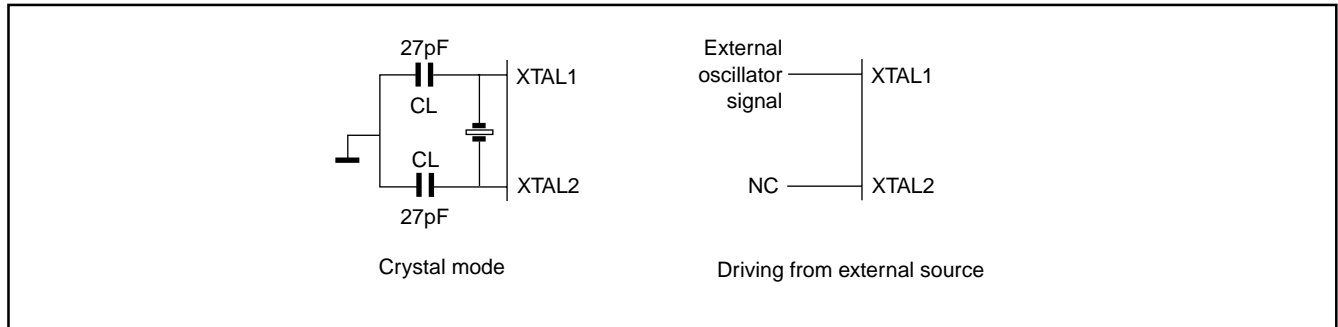 27pF
XTAL1
CL
CL
XTAL2
27pF
Crystal mode
External
oscillator
signal
XTAL1
NC
XTAL2
Driving from external source